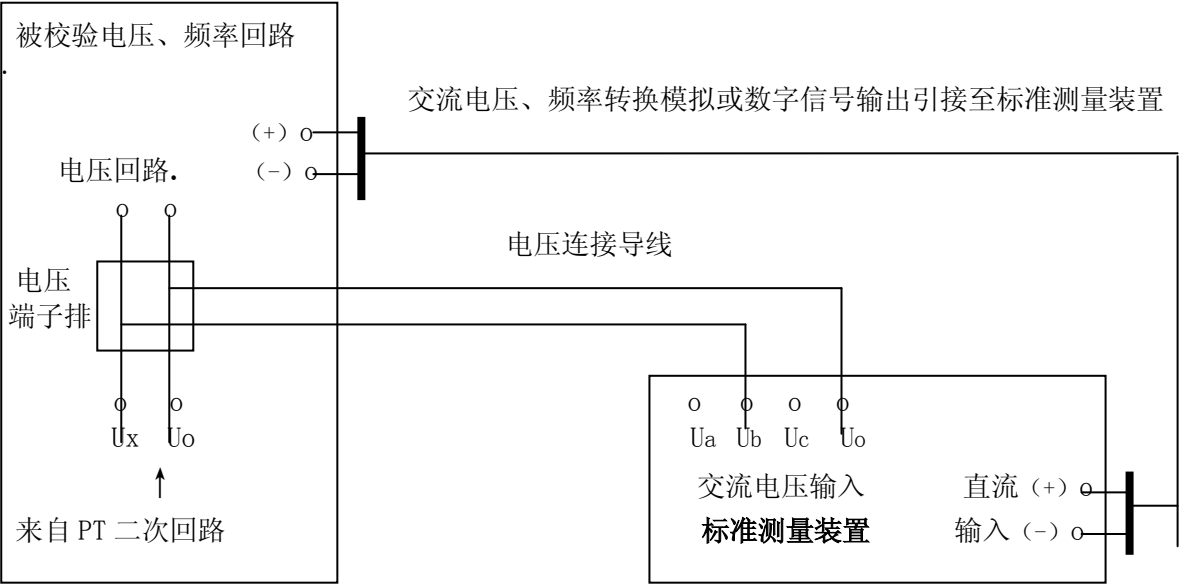 被校验电压、频率回路
.
交流电压、频率转换模拟或数字信号输出引接至标准测量装置
(+) o
电压回路.
(-) o
o o
电压连接导线
电压
端子排
o o
Ux Uo
o o o o
Ua Ub Uc Uo
交流电压输入
直流(+) o
来自 PT 二次回路
标准测量装置
输入(-) o